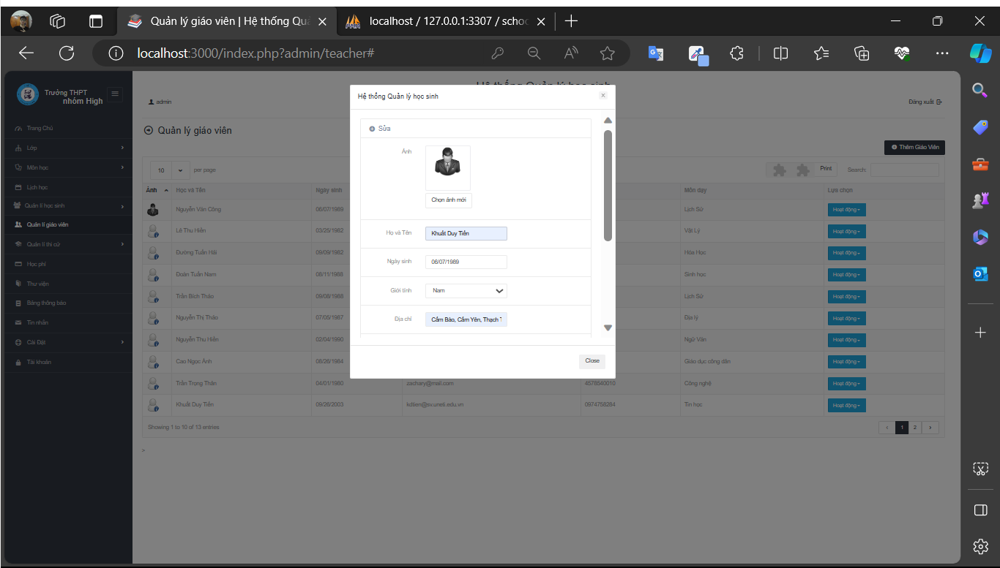 Quản lý giáo viên | Hệ thống Quả
localhost / 127.0.0.1:3307 / schoo
localhost:3000/index.php?admin/teacher#
Trường THPT
nhóm High
Trang Chủ
Lớp
Môn học
Lịch học
Quản lí học sinh
Quản lí giáo viên
Quản lí thi cử
Học phí
Thư viện
Bảng thông báo
Tin nhắn
Cài Đặt
Tài khoản
Hệ thống Quản lý học sinh
admin
Đăng xuất
Quản lý giáo viên
Thêm Giáo Viên
10 per page
Print Search:
Ảnh Học và Tên Ngày sinh Môn dạy Lựa chọn
Nguyễn Văn Công 06/07/1989 Lịch Sử Hoạt động
Lê Thu Hiền 03/25/1982 Vật Lý Hoạt động
Đường Tuấn Hải 09/09/1982 Hóa Học Hoạt động
Đoàn Tuấn Nam 08/11/1988 Sinh học Hoạt động
Trần Bích Thảo 09/08/1988 Lịch Sử Hoạt động
Nguyễn Thị Thảo 07/05/1987 Địa lý Hoạt động
Nguyễn Thu Hiền 02/04/1990 Ngữ Văn Hoạt động
Cao Ngọc Ánh 06/26/1984 Giáo dục công dân Hoạt động
Trần Trọng Thân 04/01/1980 zachary@mail.com 4578540010 Công nghệ Hoạt động
Khuất Duy Tiến 09/26/2003 kdtien@sv.uneti.edu.vn 0974758284 Tin học Hoạt động
Showing 1 to 10 of 13 entries
‹ 1 2 ›
>
Hệ thống Quản lý học sinh
x
Sửa
Ảnh
Chọn ảnh mới
Họ và Tên Khuất Duy Tiến
Ngày sinh 06/07/1989
Giới tính Nam
Địa chỉ Cẩm Bào, Cẩm Yên, Thạch T
Close